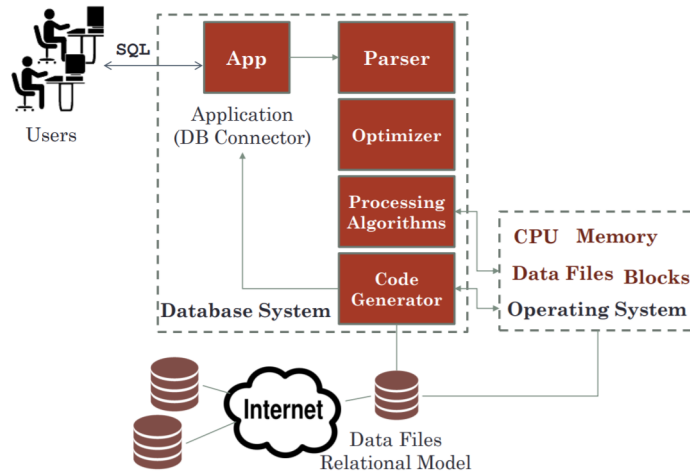 SQL
App
Parser
Users
Application
(DB Connector)
Optimizer
Processing
Algorithms
Code
Generator
Database System
CPU Memory
Data Files Blocks
Operating System
Internet
Data Files
Relational Model